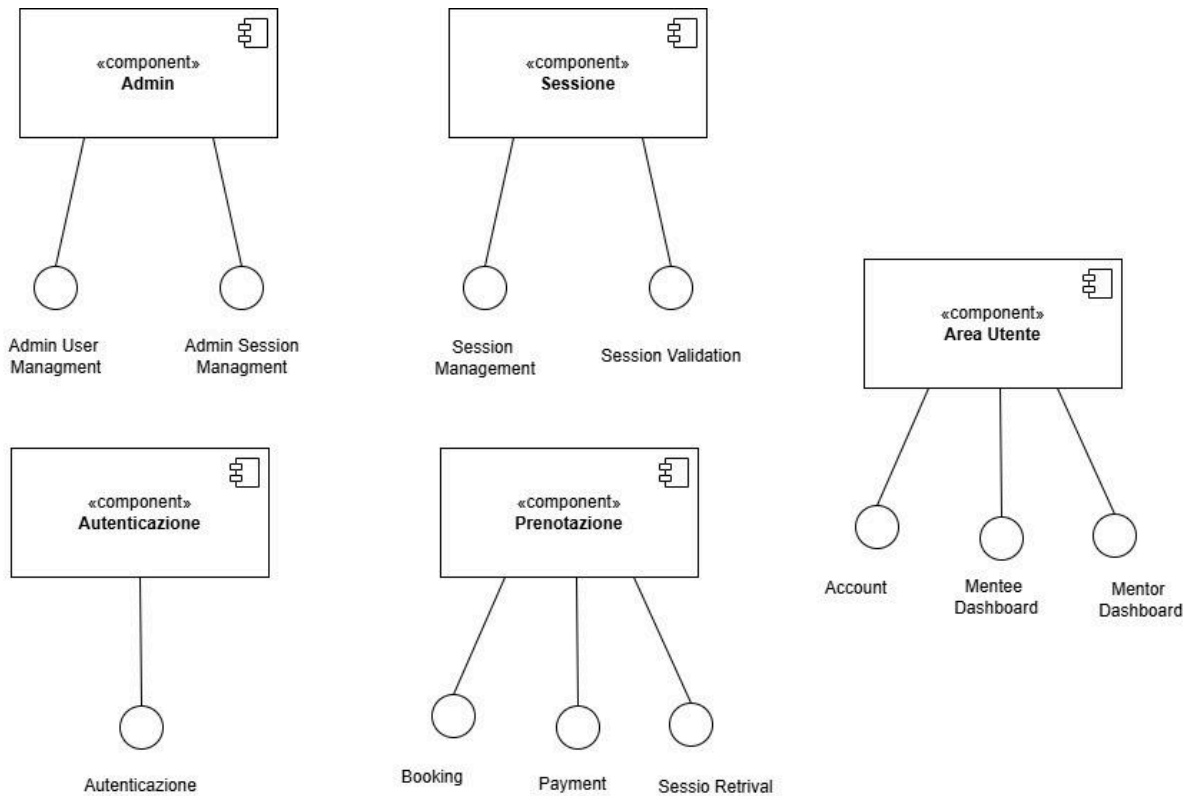 «component»
Admin
«component»
Sessione
Admin User
Managment
Admin Session
Managment
Session
Management
Session Validation
«component»
Area Utente
Account
Mentee
Dashboard
Mentor
Dashboard
«component»
Autenticazione
«component»
Prenotazione
Autenticazione
Booking
Payment
Sessio Retrival